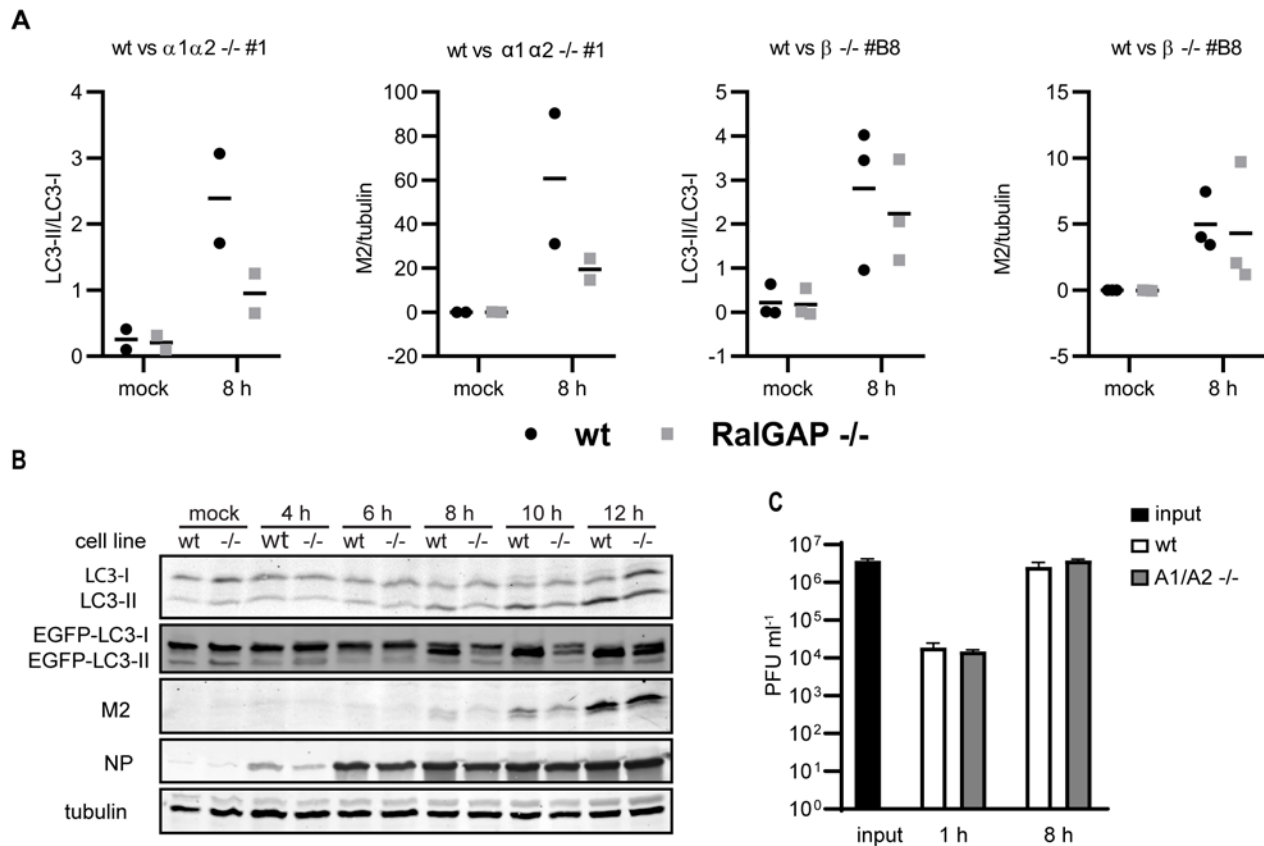 A
wt vs α1α2 -/- #1
LC3-II/LC3-I
4
3
2
1
0
mock 8 h
wt vs α1 α2 -/- #1
M2/tubulin
100
80
60
40
20
0
-20
mock 8 h
wt vs β -/- #B8
LC3-II/LC3-I
5
4
3
2
1
0
-1
mock 8 h
wt vs β -/- #B8
M2/tubulin
15
10
5
0
-5
mock 8 h
wt RalGAP -/-
B
mock 4 h 6 h 8 h 10 h 12 h
cell line wt -/- wt -/- wt -/- wt -/- wt -/- wt -/-
LC3-I
LC3-II
EGFP-LC3-I
EGFP-LC3-II
M2
NP
tubulin
C
input
wt
A1/A2 -/-
PFU ml⁻¹
10⁷
10⁶
10⁵
10⁴
10³
10²
10¹
10⁰
input 1 h 8 h